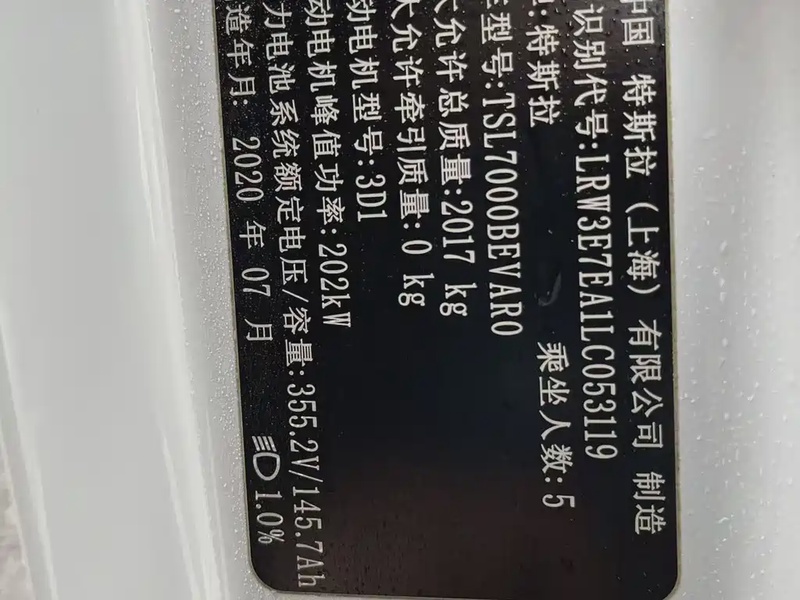 中国 特斯拉（上海）有限公司 制造
识别代号:LRW3E7EA1LC053119
:特斯拉 乘坐人数:5
型号:TSL7000BEVAR0
允许总质量:2017 kg
大允许牵引质量:0 kg
动电机型号:3D1
动电机峰值功率:202kW
力电池系统额定电压/容量:355.2V/145.7Ah
造年月: 2020 年 07 月 1.0%